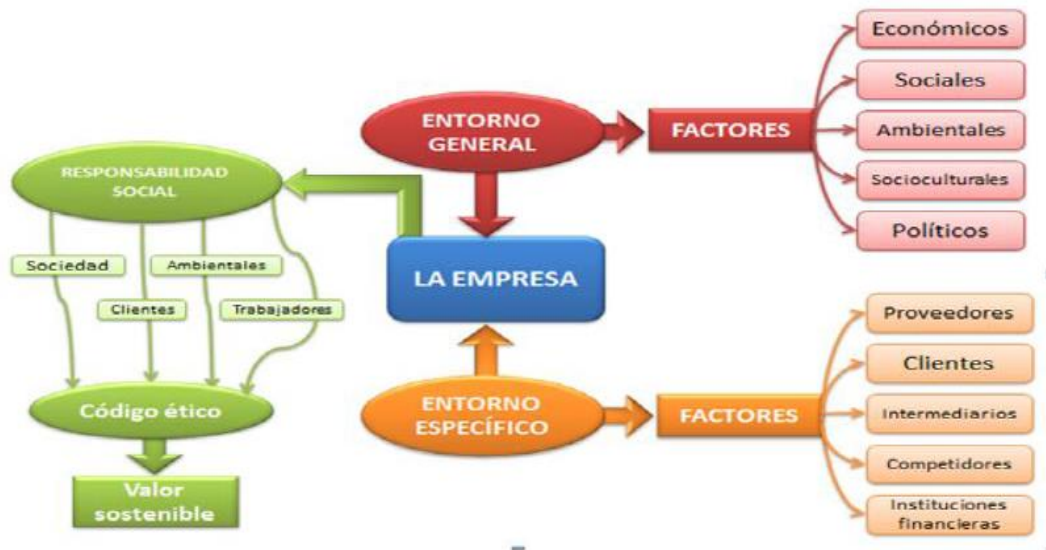 RESPONSABILIDAD
SOCIAL
Sociedad
Ambientales
Clientes
Trabajadores
Código ético
Valor
sostenible
ENTORNO
GENERAL
FACTORES
Económicos
Sociales
Ambientales
Socioculturales
Políticos
LA EMPRESA
ENTORNO
ESPECÍFICO
FACTORES
Proveedores
Clientes
Intermediarios
Competidores
Instituciones
financieras